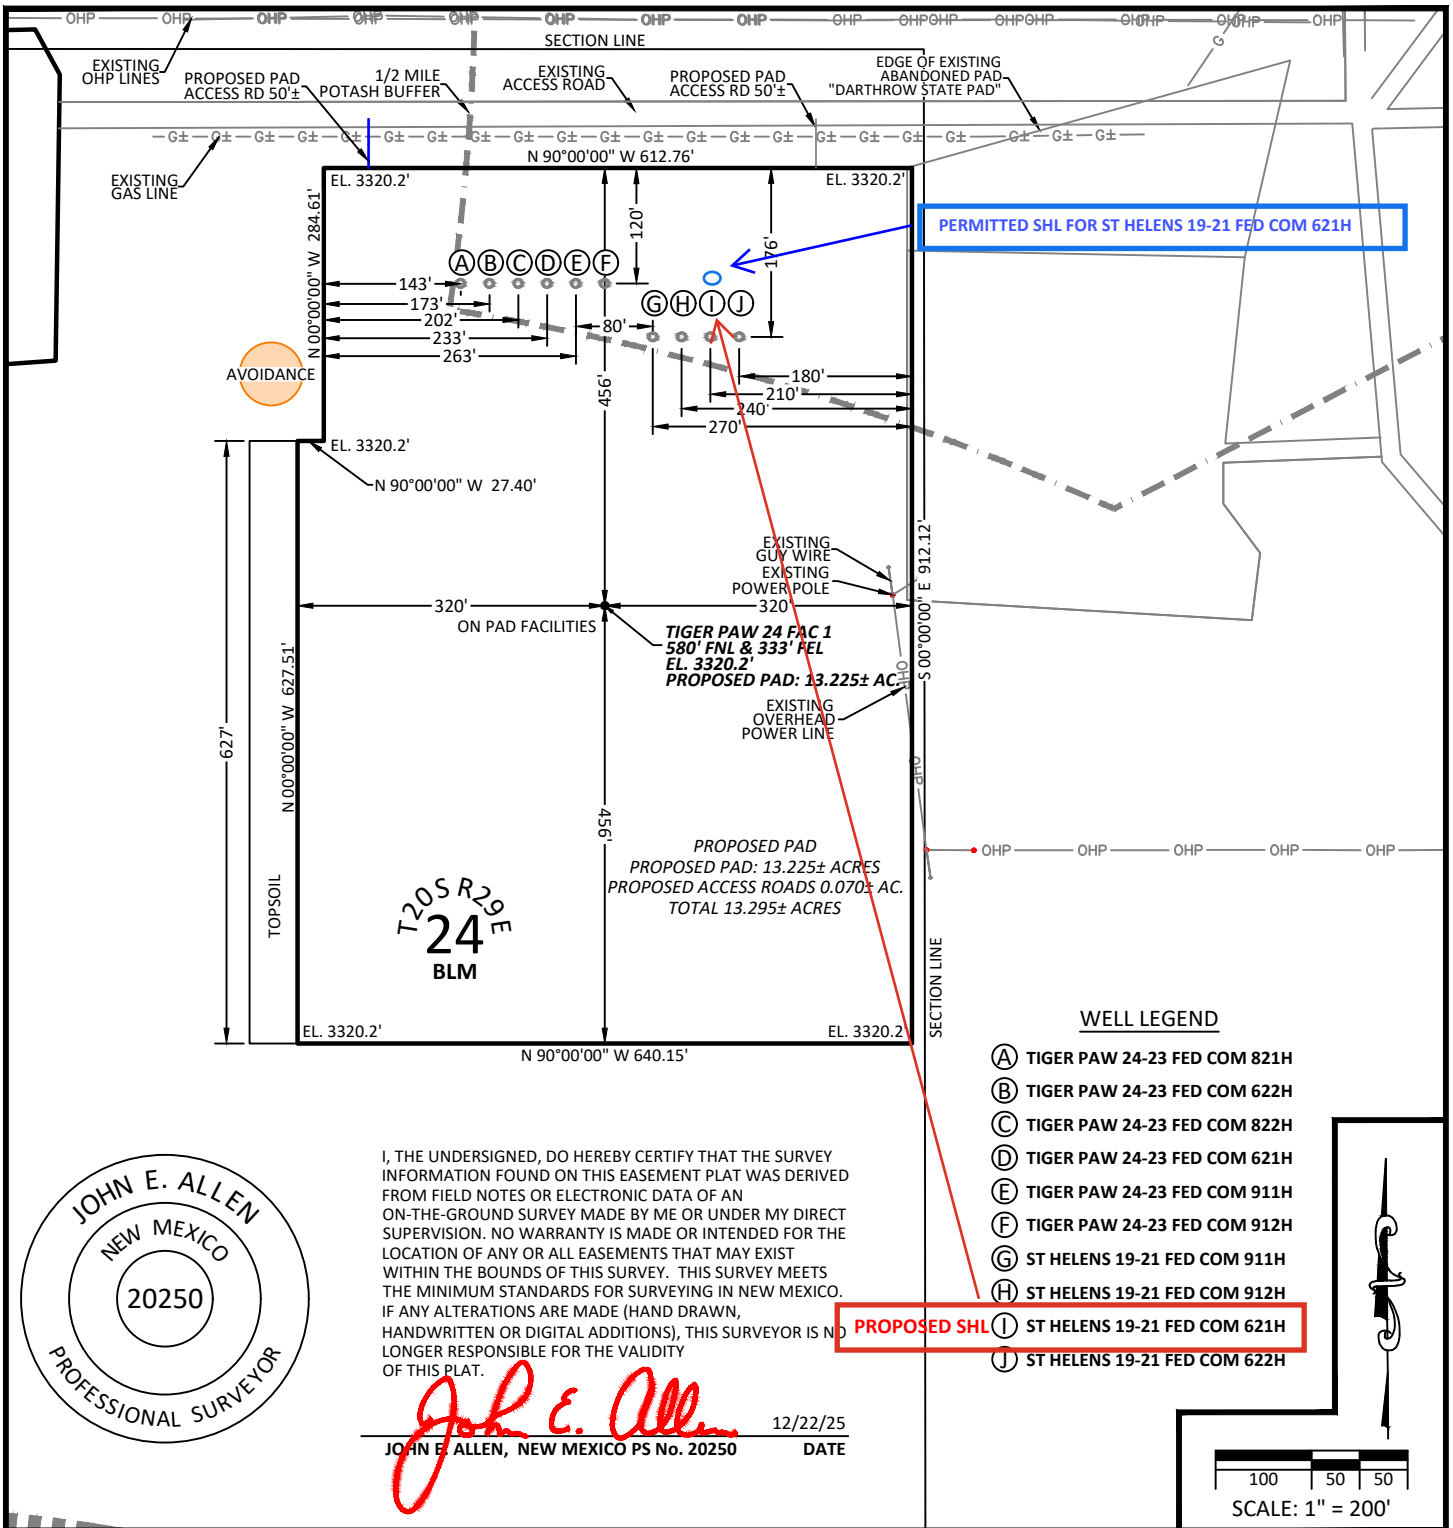 OHP OHP OHP OHP OHP OHP OHP OHP OHPOHP OHPOHP OHP OHP OHP OHP OHP
SECTION LINE
EXISTING
OHP LINES
PROPOSED PAD
ACCESS RD 50'±
1/2 MILE
POTASH BUFFER
EXISTING
ACCESS ROAD
PROPOSED PAD
ACCESS RD 50'±
EDGE OF EXISTING
ABANDONED PAD
"DARTHROW STATE PAD"
G
G± G± G± G± G± G± G± G± G± G± G± G± G± G± G± G± G± G± G± G± G± G±
N 90°00'00" W 612.76'
EXISTING
GAS LINE
EL. 3320.2'
EL. 3320.2'
N 00°00'00" W 284.61'
120'
176'
PERMITTED SHL FOR ST HELENS 19-21 FED COM 621H
A B C D E F
143'
173'
202'
233'
263'
80'
G H I J
180'
210'
240'
270'
AVOIDANCE
456'
EL. 3320.2'
N 90°00'00" W 27.40'
EXISTING
GUY WIRE
EXISTING
POWER POLE
S 00°00'00" E 912.12'
320'
320'
ON PAD FACILITIES
TIGER PAW 24 FAC 1
580' FNL & 333' FEL
EL. 3320.2'
PROPOSED PAD: 13.225± AC.
OHP
EXISTING
OVERHEAD
POWER LINE
OHP
627'
N 00°00'00" W 627.51'
TOPSOIL
456'
OHP OHP OHP OHP OHP
PROPOSED PAD
PROPOSED PAD: 13.225± ACRES
PROPOSED ACCESS ROADS 0.070± AC.
TOTAL 13.295± ACRES
T20S R29E
24
BLM
SECTION LINE
EL. 3320.2'
EL. 3320.2'
N 90°00'00" W 640.15'
WELL LEGEND
A TIGER PAW 24-23 FED COM 821H
B TIGER PAW 24-23 FED COM 622H
C TIGER PAW 24-23 FED COM 822H
D TIGER PAW 24-23 FED COM 621H
E TIGER PAW 24-23 FED COM 911H
F TIGER PAW 24-23 FED COM 912H
G ST HELENS 19-21 FED COM 911H
H ST HELENS 19-21 FED COM 912H
PROPOSED SHL I ST HELENS 19-21 FED COM 621H
J ST HELENS 19-21 FED COM 622H
JOHN E. ALLEN
NEW MEXICO
20250
PROFESSIONAL SURVEYOR
I, THE UNDERSIGNED, DO HEREBY CERTIFY THAT THE SURVEY
INFORMATION FOUND ON THIS EASEMENT PLAT WAS DERIVED
FROM FIELD NOTES OR ELECTRONIC DATA OF AN
ON-THE-GROUND SURVEY MADE BY ME OR UNDER MY DIRECT
SUPERVISION. NO WARRANTY IS MADE OR INTENDED FOR THE
LOCATION OF ANY OR ALL EASEMENTS THAT MAY EXIST
WITHIN THE BOUNDS OF THIS SURVEY. THIS SURVEY MEETS
THE MINIMUM STANDARDS FOR SURVEYING IN NEW MEXICO.
IF ANY ALTERATIONS ARE MADE (HAND DRAWN,
HANDWRITTEN OR DIGITAL ADDITIONS), THIS SURVEYOR IS NO
LONGER RESPONSIBLE FOR THE VALIDITY
OF THIS PLAT.
John E. Allen
12/22/25
JOHN E. ALLEN, NEW MEXICO PS No. 20250 DATE
100 50 50
SCALE: 1" = 200'